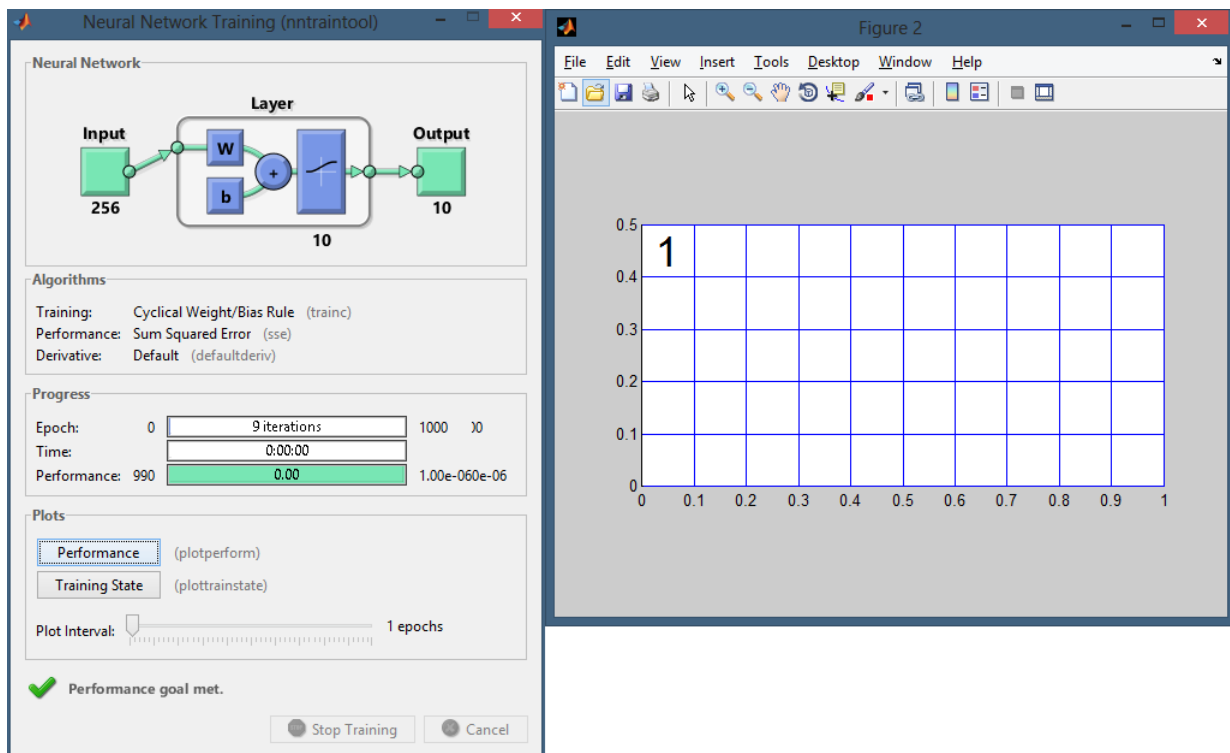 Neural Network Training (nntraintool)
Neural Network
Layer
Input
Output
W
b
+
256
10
10
Algorithms
Training: Cyclical Weight/Bias Rule (trainc)
Performance: Sum Squared Error (sse)
Derivative: Default (defaultderiv)
Progress
Epoch: 0 9 iterations 1000
Time: 0:00:00
Performance: 990 0.00 1.00e-060e-06
Plots
Performance (plotperform)
Training State (plottrainstate)
Plot Interval: 1 epochs
Performance goal met.
Stop Training Cancel
Figure 2
File Edit View Insert Tools Desktop Window Help
0.5
1
0.4
0.3
0.2
0.1
0
0 0.1 0.2 0.3 0.4 0.5 0.6 0.7 0.8 0.9 1